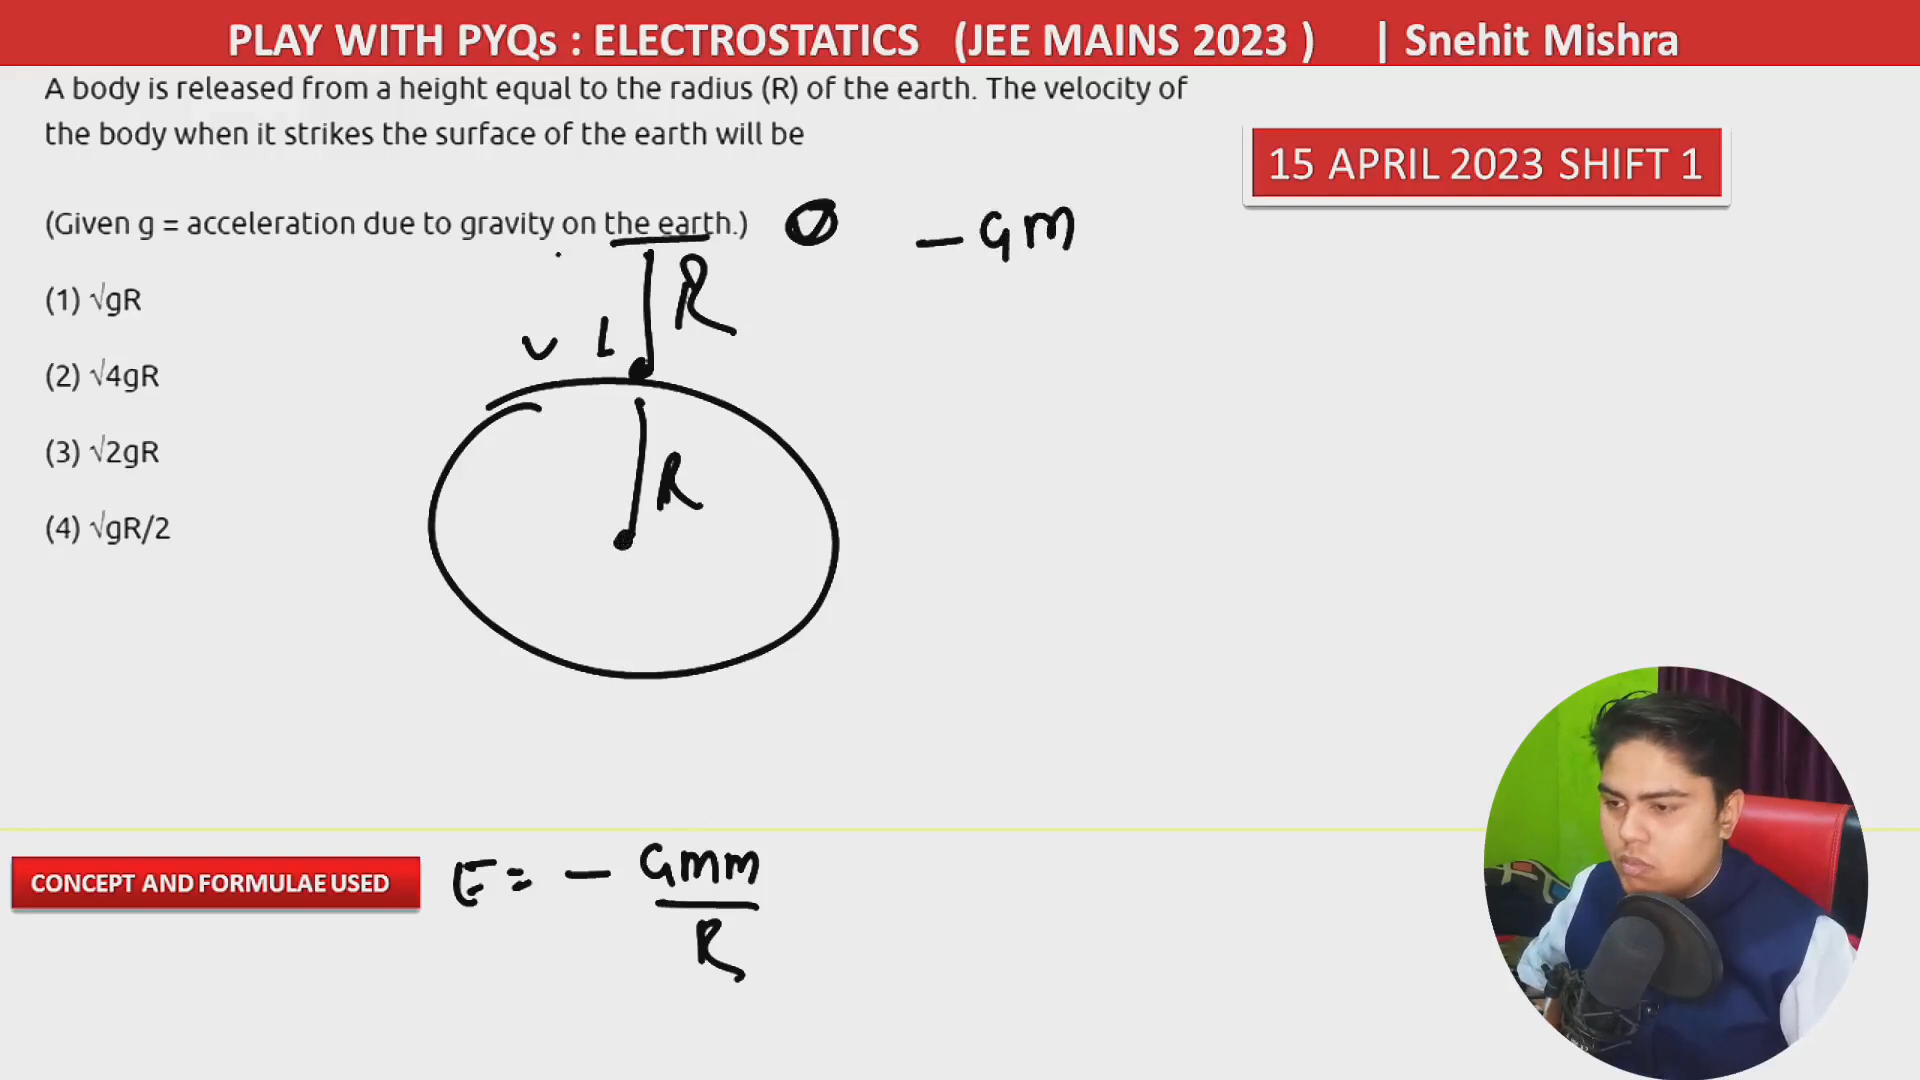 PLAY WITH PYQs : ELECTROSTATICS (JEE MAINS 2023 ) | Snehit Mishra
A body is released from a height equal to the radius (R) of the earth. The velocity of
the body when it strikes the surface of the earth will be
15 APRIL 2023 SHIFT 1
(Given g = acceleration due to gravity on the earth.)
- GM
(1) √gR
R
v
(2) √4gR
(3) √2gR
R
(4) √gR/2
CONCEPT AND FORMULAE USED
E = - GMm
R